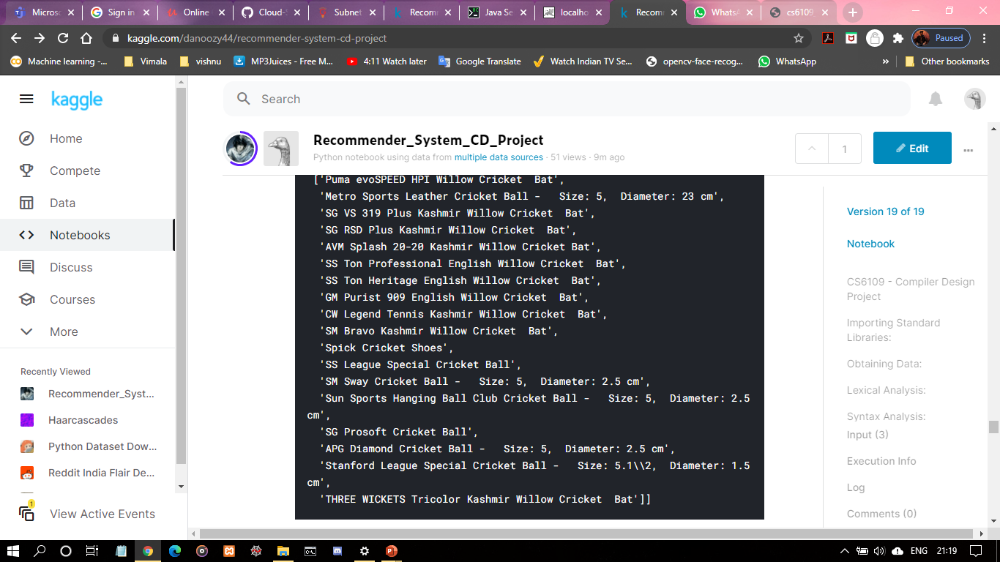 Microso
Sign in
Online
Cloud-
Subnet
Recomm
Java Se
localho
Recomm
WhatsA
cs6109
kaggle.com/danoozy44/recommender-system-cd-project
Paused
Machine learning -...
Vimala
vishnu
MP3Juices - Free M...
4:11 Watch later
Google Translate
Watch Indian TV Se...
opencv-face-recog...
WhatsApp
»
Other bookmarks
kaggle
Search
Home
Compete
Data
Notebooks
Discuss
Courses
More
Recently Viewed
Recommender_Syst...
Haarcascades
Python Dataset Dow...
Reddit India Flair De...
1
View Active Events
Recommender_System_CD_Project
Python notebook using data from multiple data sources · 51 views · 9m ago
1
Edit
['Puma evoSPEED HPI Willow Cricket  Bat',
'Metro Sports Leather Cricket Ball -   Size: 5,  Diameter: 23 cm',
'SG VS 319 Plus Kashmir Willow Cricket  Bat',
'SG RSD Plus Kashmir Willow Cricket  Bat',
'AVM Splash 20-20 Kashmir Willow Cricket Bat',
'SS Ton Professional English Willow Cricket  Bat',
'SS Ton Heritage English Willow Cricket  Bat',
'GM Purist 909 English Willow Cricket  Bat',
'CW Legend Tennis Kashmir Willow Cricket  Bat',
'SM Bravo Kashmir Willow Cricket  Bat',
'Spick Cricket Shoes',
'SS League Special Cricket Ball',
'SM Sway Cricket Ball -   Size: 5,  Diameter: 2.5 cm',
'Sun Sports Hanging Ball Club Cricket Ball -   Size: 5,  Diameter: 2.5
cm',
'SG Prosoft Cricket Ball',
'APG Diamond Cricket Ball -   Size: 5,  Diameter: 2.5 cm',
'Stanford League Special Cricket Ball -   Size: 5.1\\2,  Diameter: 1.5
cm',
'THREE WICKETS Tricolor Kashmir Willow Cricket  Bat']]
Version 19 of 19
Notebook
CS6109 - Compiler Design
Project
Importing Standard
Libraries:
Obtaining Data:
Lexical Analysis:
Syntax Analysis:
Input (3)
Execution Info
Log
Comments (0)
ENG
21:19